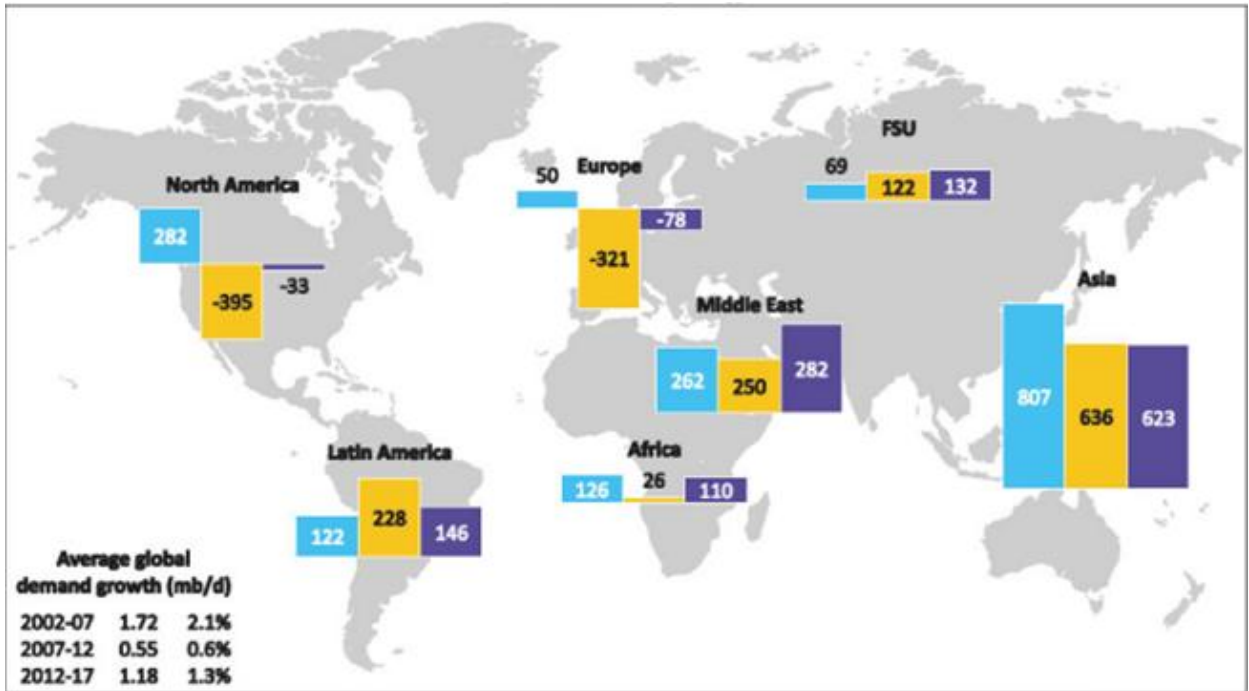 FSU
69
122
132
Europe
50
-321
-78
North America
282
-395
-33
Asia
807
636
623
Middle East
262
250
282
Latin America
122
228
146
Africa
126
26
110
Average global
demand growth (mb/d)
2002-07 1.72 2.1%
2007-12 0.55 0.6%
2012-17 1.18 1.3%